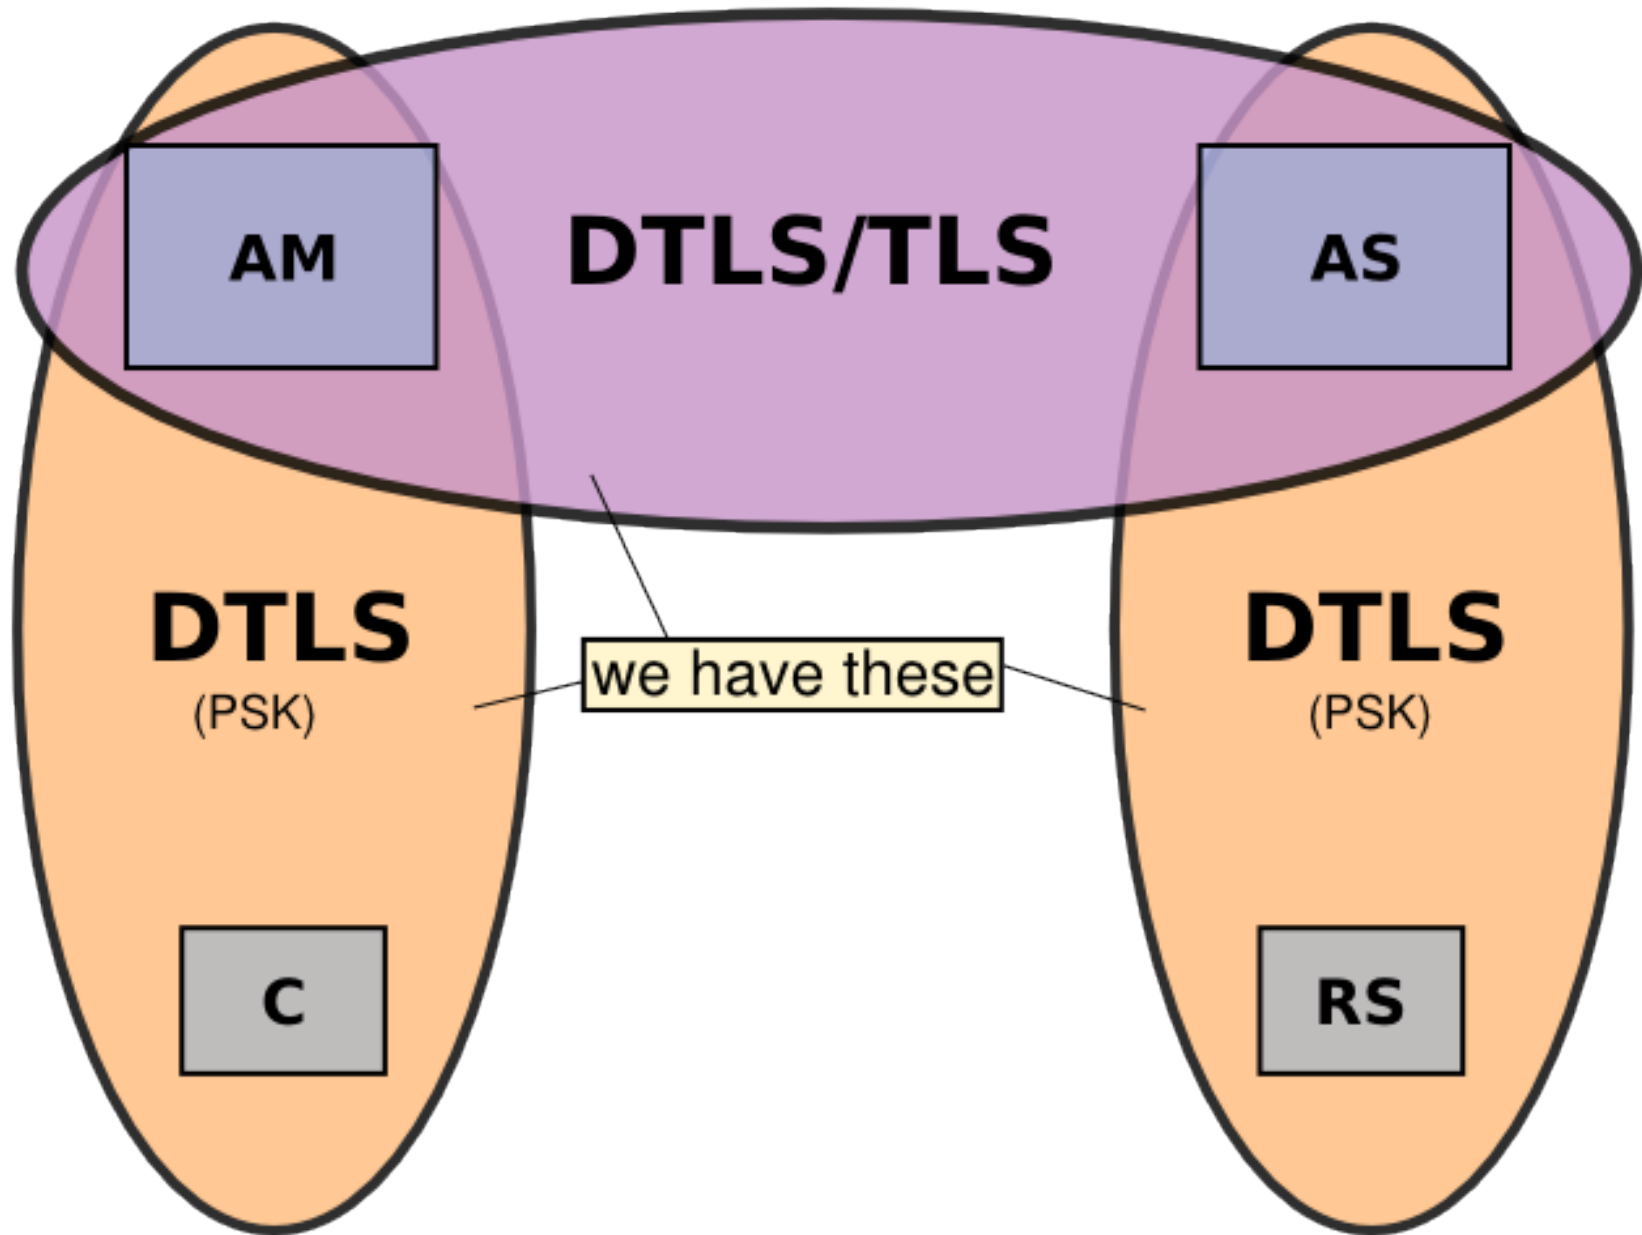 AM
DTLS/TLS
AS
DTLS
(PSK)
we have these
DTLS
(PSK)
C
RS